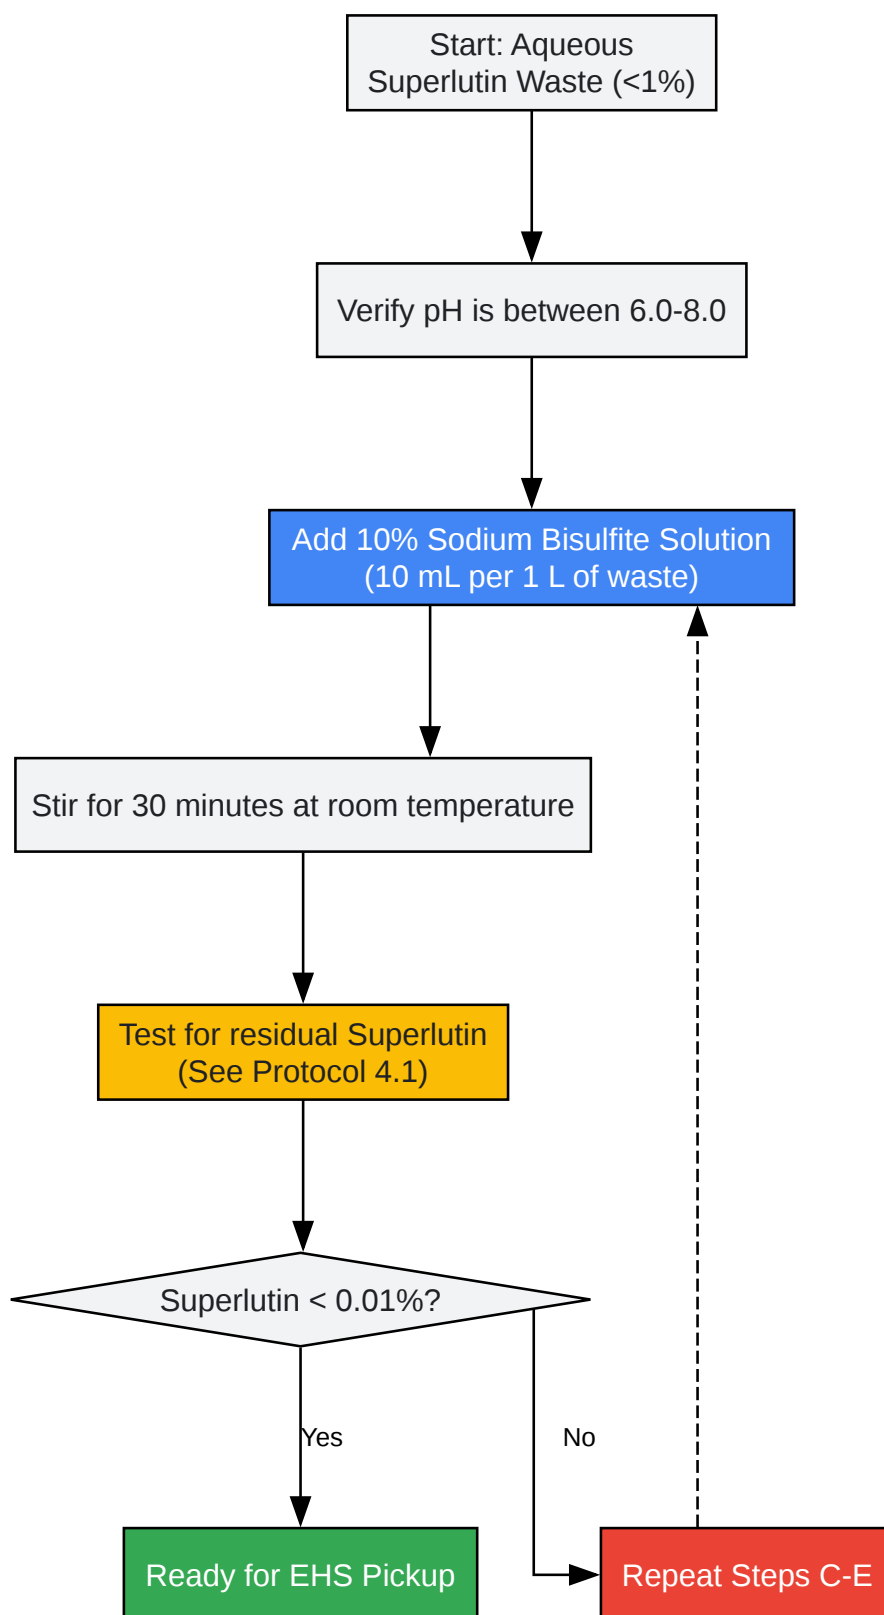 Start: Aqueous
Superlutin Waste (<1%)
Verify pH is between 6.0-8.0
Add 10% Sodium Bisulfite Solution
(10 mL per 1 L of waste)
Stir for 30 minutes at room temperature
Test for residual Superlutin
(See Protocol 4.1)
Superlutin < 0.01%?
Yes
No
Ready for EHS Pickup
Repeat Steps C-E